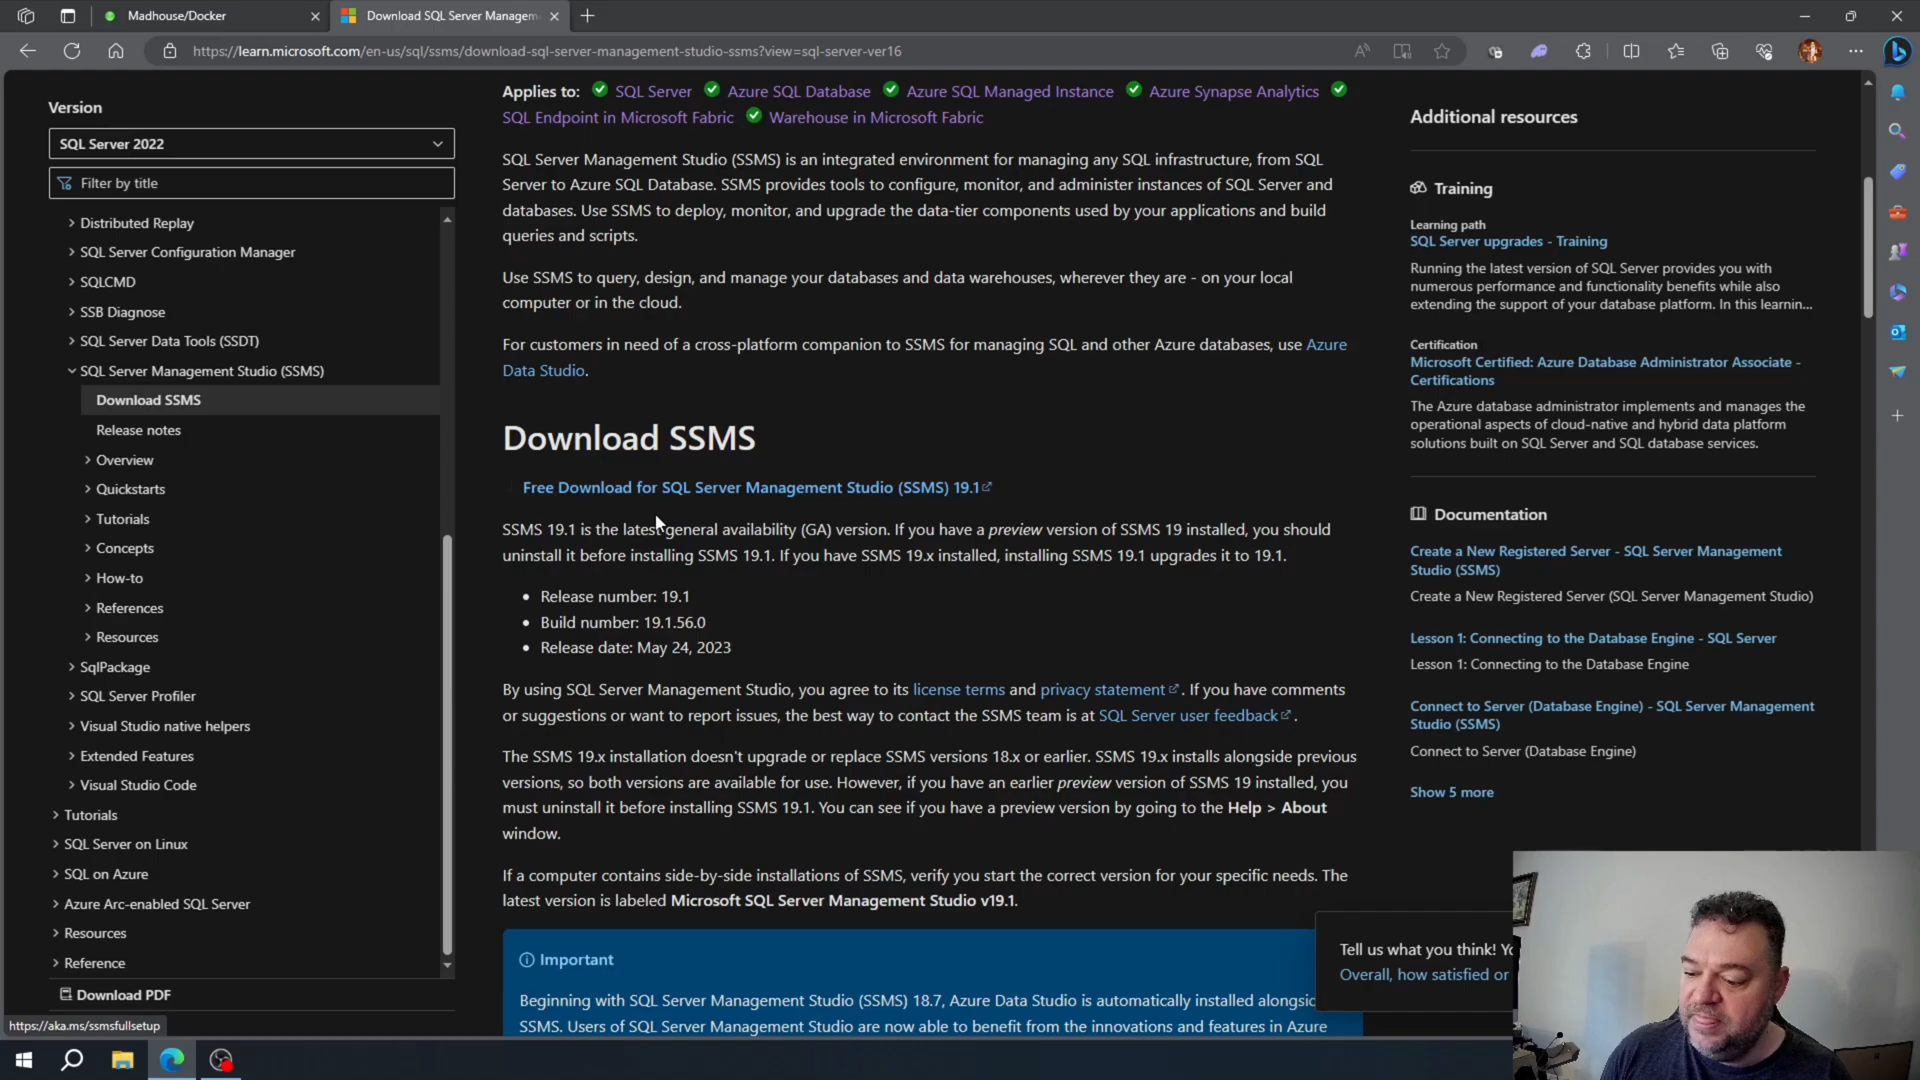 Madhouse/Docker
Download SQL Server Managem
https://learn.microsoft.com/en-us/sql/ssms/download-sql-server-management-studio-ssms?view=sql-server-ver16
Version
SQL Server 2022
Filter by title
Distributed Replay
SQL Server Configuration Manager
SQLCMD
SSB Diagnose
SQL Server Data Tools (SSDT)
SQL Server Management Studio (SSMS)
Download SSMS
Release notes
Overview
Quickstarts
Tutorials
Concepts
How-to
References
Resources
SqlPackage
SQL Server Profiler
Visual Studio native helpers
Extended Features
Visual Studio Code
Tutorials
SQL Server on Linux
SQL on Azure
Azure Arc-enabled SQL Server
Resources
Reference
Download PDF
https://aka.ms/ssmsfullsetup
Applies to: SQL Server Azure SQL Database Azure SQL Managed Instance Azure Synapse Analytics
SQL Endpoint in Microsoft Fabric Warehouse in Microsoft Fabric
SQL Server Management Studio (SSMS) is an integrated environment for managing any SQL infrastructure, from SQL
Server to Azure SQL Database. SSMS provides tools to configure, monitor, and administer instances of SQL Server and
databases. Use SSMS to deploy, monitor, and upgrade the data-tier components used by your applications and build
queries and scripts.
Use SSMS to query, design, and manage your databases and data warehouses, wherever they are - on your local
computer or in the cloud.
For customers in need of a cross-platform companion to SSMS for managing SQL and other Azure databases, use Azure
Data Studio.
Download SSMS
Free Download for SQL Server Management Studio (SSMS) 19.1
SSMS 19.1 is the latest general availability (GA) version. If you have a preview version of SSMS 19 installed, you should
uninstall it before installing SSMS 19.1. If you have SSMS 19.x installed, installing SSMS 19.1 upgrades it to 19.1.
• Release number: 19.1
• Build number: 19.1.56.0
• Release date: May 24, 2023
By using SQL Server Management Studio, you agree to its license terms and privacy statement. If you have comments
or suggestions or want to report issues, the best way to contact the SSMS team is at SQL Server user feedback.
The SSMS 19.x installation doesn't upgrade or replace SSMS versions 18.x or earlier. SSMS 19.x installs alongside previous
versions, so both versions are available for use. However, if you have an earlier preview version of SSMS 19 installed, you
must uninstall it before installing SSMS 19.1. You can see if you have a preview version by going to the Help > About
window.
If a computer contains side-by-side installations of SSMS, verify you start the correct version for your specific needs. The
latest version is labeled Microsoft SQL Server Management Studio v19.1.
Important
Beginning with SQL Server Management Studio (SSMS) 18.7, Azure Data Studio is automatically installed alongsi
SSMS. Users of SQL Server Management Studio are now able to benefit from the innovations and features in Azure
Additional resources
Training
Learning path
SQL Server upgrades - Training
Running the latest version of SQL Server provides you with
numerous performance and functionality benefits while also
extending the support of your database platform. In this learnin...
Certification
Microsoft Certified: Azure Database Administrator Associate -
Certifications
The Azure database administrator implements and manages the
operational aspects of cloud-native and hybrid data platform
solutions built on SQL Server and SQL database services.
Documentation
Create a New Registered Server - SQL Server Management
Studio (SSMS)
Create a New Registered Server (SQL Server Management Studio)
Lesson 1: Connecting to the Database Engine - SQL Server
Lesson 1: Connecting to the Database Engine
Connect to Server (Database Engine) - SQL Server Management
Studio (SSMS)
Connect to Server (Database Engine)
Show 5 more
Tell us what you think! Yo
Overall, how satisfied or